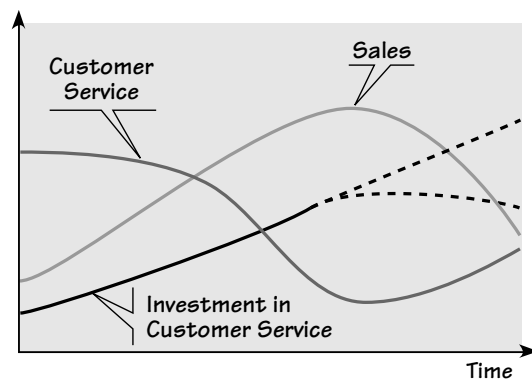 Sales
Customer
Service
Investment in
Customer Service
Time